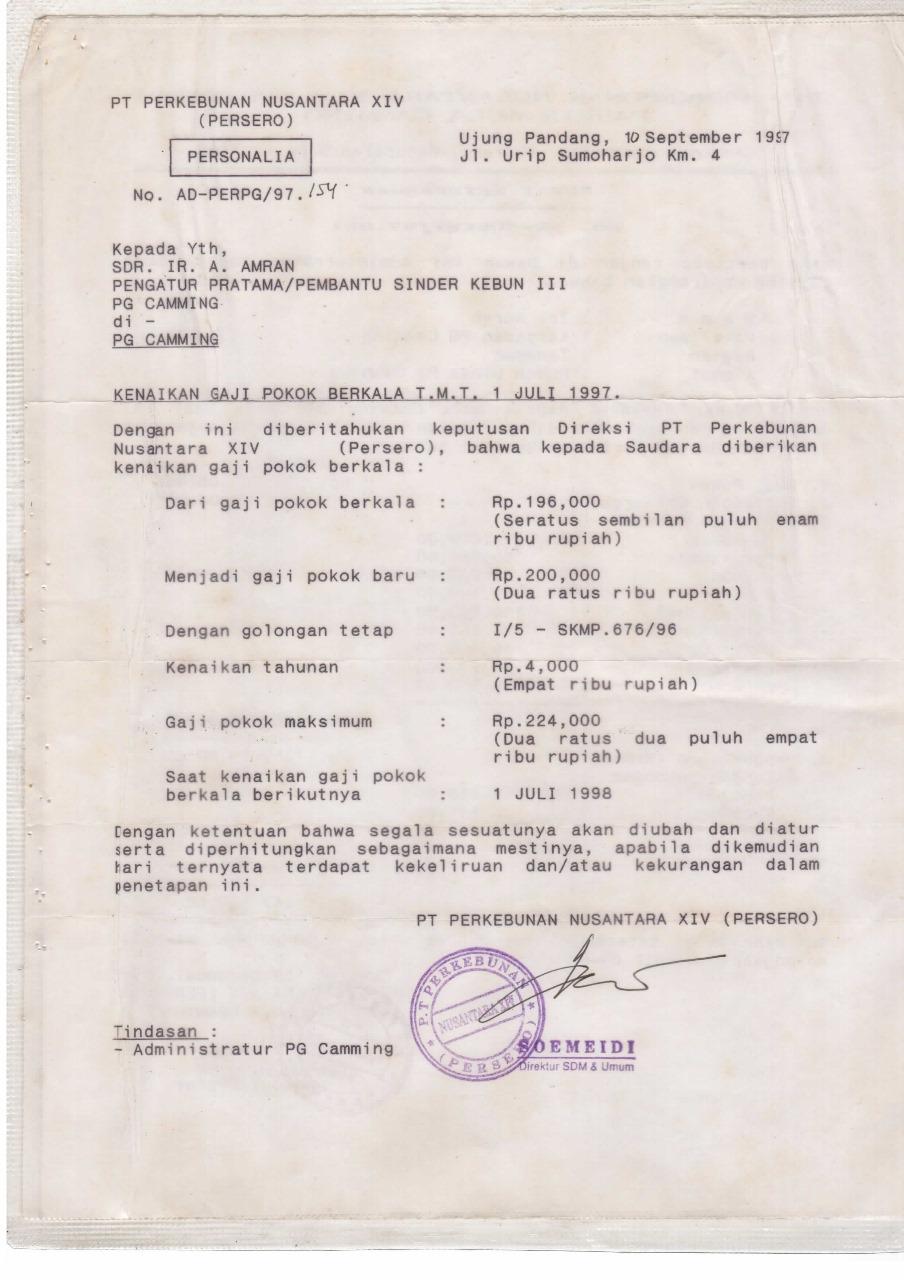 PT PERKEBUNAN NUSANTARA XIV
(PERSERO)
PERSONALIA
No. AD-PERPG/97.154
Ujung Pandang, 10 September 1997
Jl. Urip Sumoharjo Km. 4
Kepada Yth,
SDR. IR. A. AMRAN
PENGATUR PRATAMA/PEMBANTU SINDER KEBUN III
PG CAMMING
di -
PG CAMMING
KENAIKAN GAJI POKOK BERKALA T.M.T. 1 JULI 1997.
Dengan ini diberitahukan keputusan Direksi PT Perkebunan
Nusantara XIV (Persero), bahwa kepada Saudara diberikan
kenaikan gaji pokok berkala :
Dari gaji pokok berkala : Rp.196,000
(Seratus sembilan puluh enam
ribu rupiah)
Menjadi gaji pokok baru : Rp.200,000
(Dua ratus ribu rupiah)
Dengan golongan tetap : I/5 - SKMP.676/96
Kenaikan tahunan : Rp.4,000
(Empat ribu rupiah)
Gaji pokok maksimum : Rp.224,000
(Dua ratus dua puluh empat
ribu rupiah)
Saat kenaikan gaji pokok
berkala berikutnya : 1 JULI 1998
Dengan ketentuan bahwa segala sesuatunya akan diubah dan diatur
serta diperhitungkan sebagaimana mestinya, apabila dikemudian
hari ternyata terdapat kekeliruan dan/atau kekurangan dalam
penetapan ini.
PT PERKEBUNAN NUSANTARA XIV (PERSERO)
P.T PERKEBUNAN
NUSANTARA XIV
(PERSERO)
SOEMEIDI
Direktur SDM & Umum
Tindasan :
- Administratur PG Camming